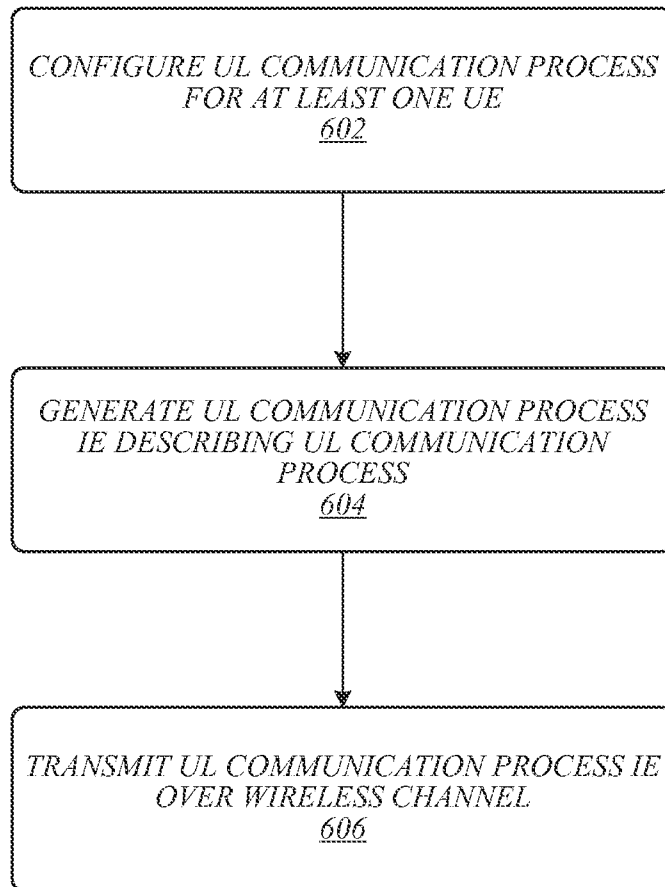 CONFIGURE UL COMMUNICATION PROCESS
FOR AT LEAST ONE UE
602
GENERATE UL COMMUNICATION PROCESS
IE DESCRIBING UL COMMUNICATION
PROCESS
604
TRANSMIT UL COMMUNICATION PROCESS IE
OVER WIRELESS CHANNEL
606